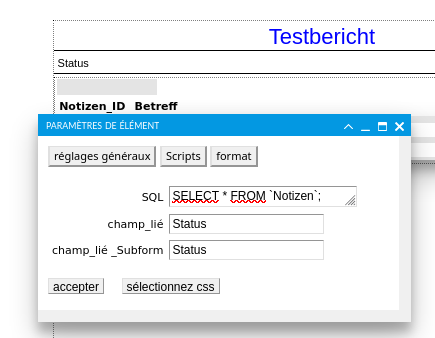 Testbericht
Status
Notizen_ID Betreff
PARAMÈTRES DE ÉLÉMENT
réglages généraux Scripts format
SQL SELECT * FROM `Notizen`;
champ_lié Status
champ_lié _Subform Status
accepter sélectionnez css